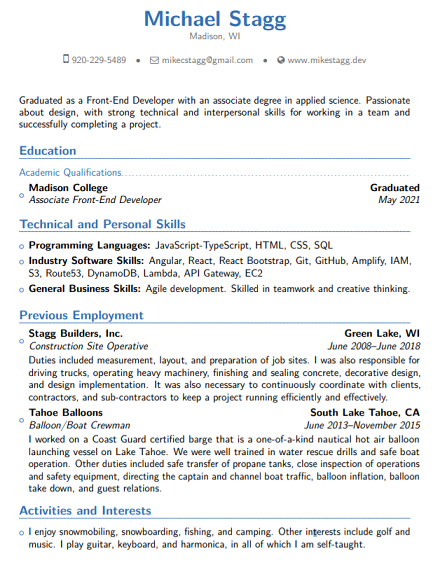 Michael Stagg
Madison, WI
920-229-5489 • mikecstagg@gmail.com • www.mikestagg.dev
Graduated as a Front-End Developer with an associate degree in applied science. Passionate
about design, with strong technical and interpersonal skills for working in a team and
successfully completing a project.
Education
Academic Qualifications
Madison College Graduated
Associate Front-End Developer May 2021
Technical and Personal Skills
Programming Languages: JavaScript-TypeScript, HTML, CSS, SQL
Industry Software Skills: Angular, React, React Bootstrap, Git, GitHub, Amplify, IAM,
S3, Route53, DynamoDB, Lambda, API Gateway, EC2
General Business Skills: Agile development. Skilled in teamwork and creative thinking.
Previous Employment
Stagg Builders, Inc. Green Lake, WI
Construction Site Operative June 2008–June 2018
Duties included measurement, layout, and preparation of job sites. I was also responsible for
driving trucks, operating heavy machinery, finishing and sealing concrete, decorative design,
and design implementation. It was also necessary to continuously coordinate with clients,
contractors, and sub-contractors to keep a project running efficiently and effectively.
Tahoe Balloons South Lake Tahoe, CA
Balloon/Boat Crewman June 2013–November 2015
I worked on a Coast Guard certified barge that is a one-of-a-kind nautical hot air balloon
launching vessel on Lake Tahoe. We were well trained in water rescue drills and safe boat
operation. Other duties included safe transfer of propane tanks, close inspection of operations
and safety equipment, directing the captain and channel boat traffic, balloon inflation, balloon
take down, and guest relations.
Activities and Interests
I enjoy snowmobiling, snowboarding, fishing, and camping. Other interests include golf and
music. I play guitar, keyboard, and harmonica, in all of which I am self-taught.